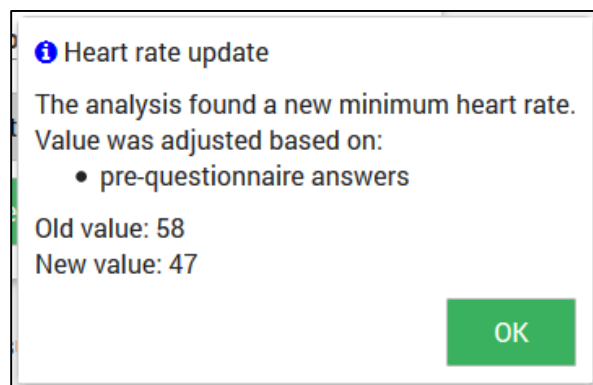 Heart rate update
The analysis found a new minimum heart rate.
Value was adjusted based on:
• pre-questionnaire answers
Old value: 58
New value: 47
OK